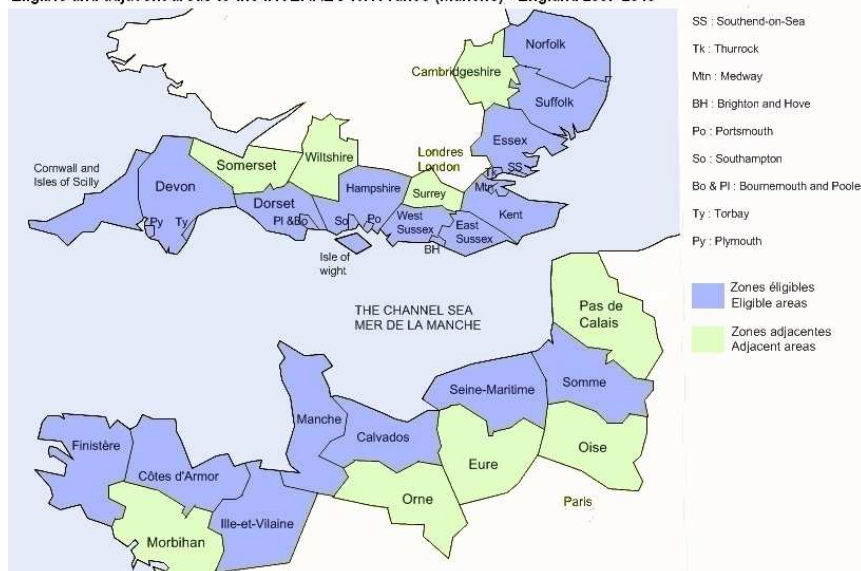 Norfolk
Cambridgeshire
Suffolk
Essex
Londres
London
Tk
SS
Mtn
Wiltshire
Somerset
Cornwall and
Isles of Scilly
Devon
Hampshire
Surrey
Dorset
Kent
Py
Ty
Pl &Bo
So
Po
West
Sussex
East
Sussex
BH
Isle of
wight
THE CHANNEL SEA
MER DE LA MANCHE
Pas de
Calais
Seine-Maritime
Somme
Manche
Calvados
Finistère
Côtes d'Armor
Eure
Oise
Orne
Paris
Ille-et-Vilaine
Morbihan
SS : Southend-on-Sea
Tk : Thurrock
Mtn : Medway
BH : Brighton and Hove
Po : Portsmouth
So : Southampton
Bo & Pl : Bournemouth and Poole
Ty : Torbay
Py : Plymouth
Zones éligibles
Eligible areas
Zones adjacentes
Adjacent areas